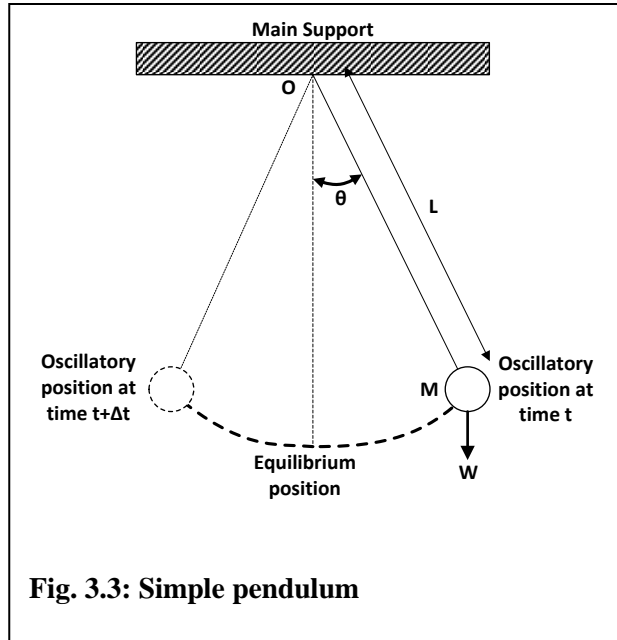 Main Support
O
θ
L
Oscillatory
position at
time t+Δt
M
Oscillatory
position at
time t
W
Equilibrium
position
Fig. 3.3: Simple pendulum